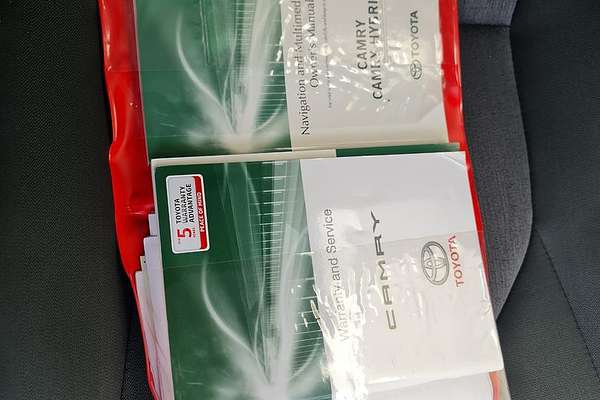 Navigation and Multimedia
Owner's Manual
CAMRY
CAMRY HYBRID
TOYOTA
5
TOYOTA
WARRANTY
ADVANTAGE
PEACE OF MIND
Warranty and Service
CAMRY
TOYOTA